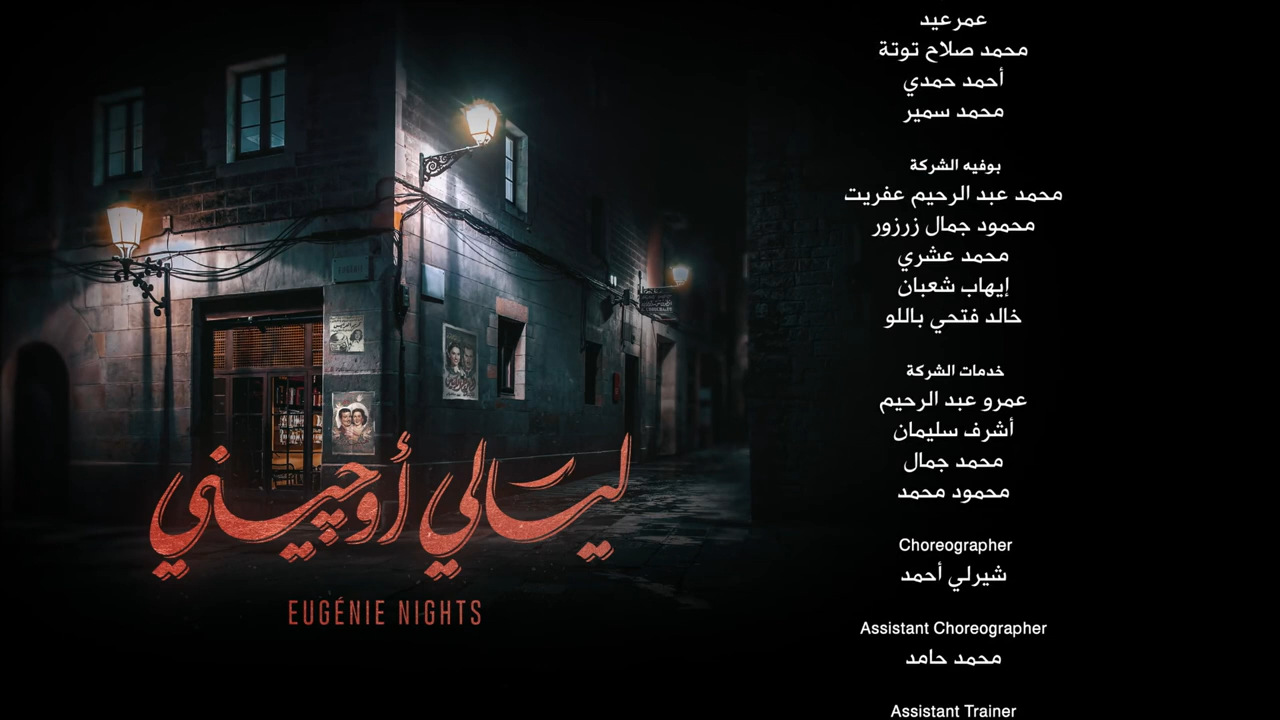 ليالي أوجيني
EUGÉNIE NIGHTS
عمرعيد
محمد صلاح توتة
أحمد حمدي
محمد سمير
بوفيه الشركة
محمد عبد الرحيم عفريت
محمود جمال زرزور
محمد عشري
إيهاب شعبان
خالد فتحي باللو
خدمات الشركة
عمرو عبد الرحيم
أشرف سليمان
محمد جمال
محمود محمد
Choreographer
شيرلي أحمد
Assistant Choreographer
محمد حامد
Assistant Trainer